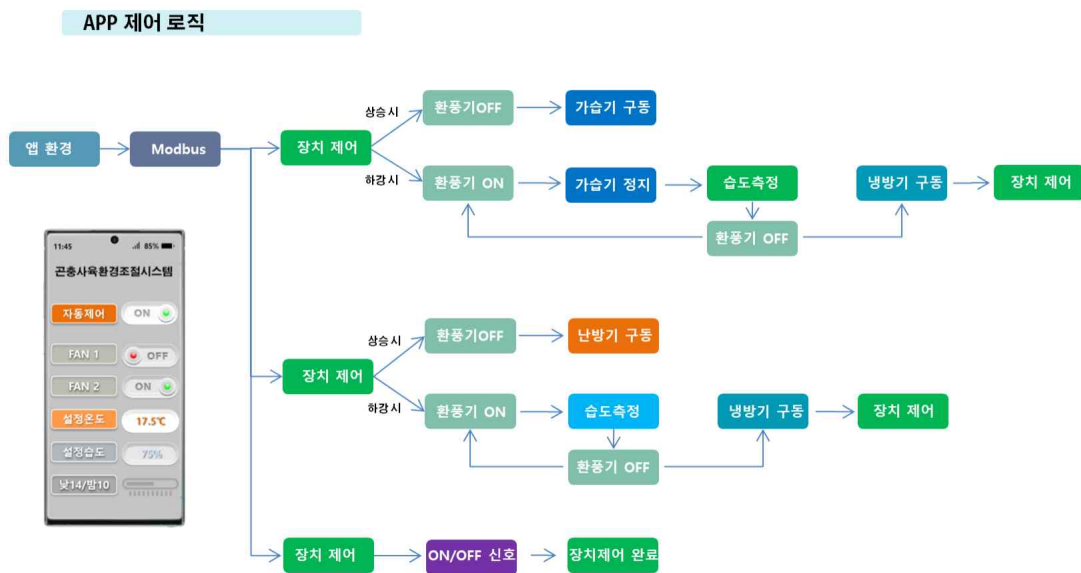 APP 제어 로직
앱 환경
Modbus
장치 제어
상승시
환풍기OFF
가습기 구동
하강시
환풍기 ON
가습기 정지
습도측정
환풍기 OFF
냉방기 구동
장치 제어
장치 제어
상승시
환풍기OFF
난방기 구동
하강시
환풍기 ON
습도측정
환풍기 OFF
냉방기 구동
장치 제어
장치 제어
ON/OFF 신호
장치제어 완료
11:45 85%
곤충사육환경조절시스템
자동제어 ON
FAN 1 OFF
FAN 2 ON
설정온도 17.5℃
설정습도 75%
낮14/밤10